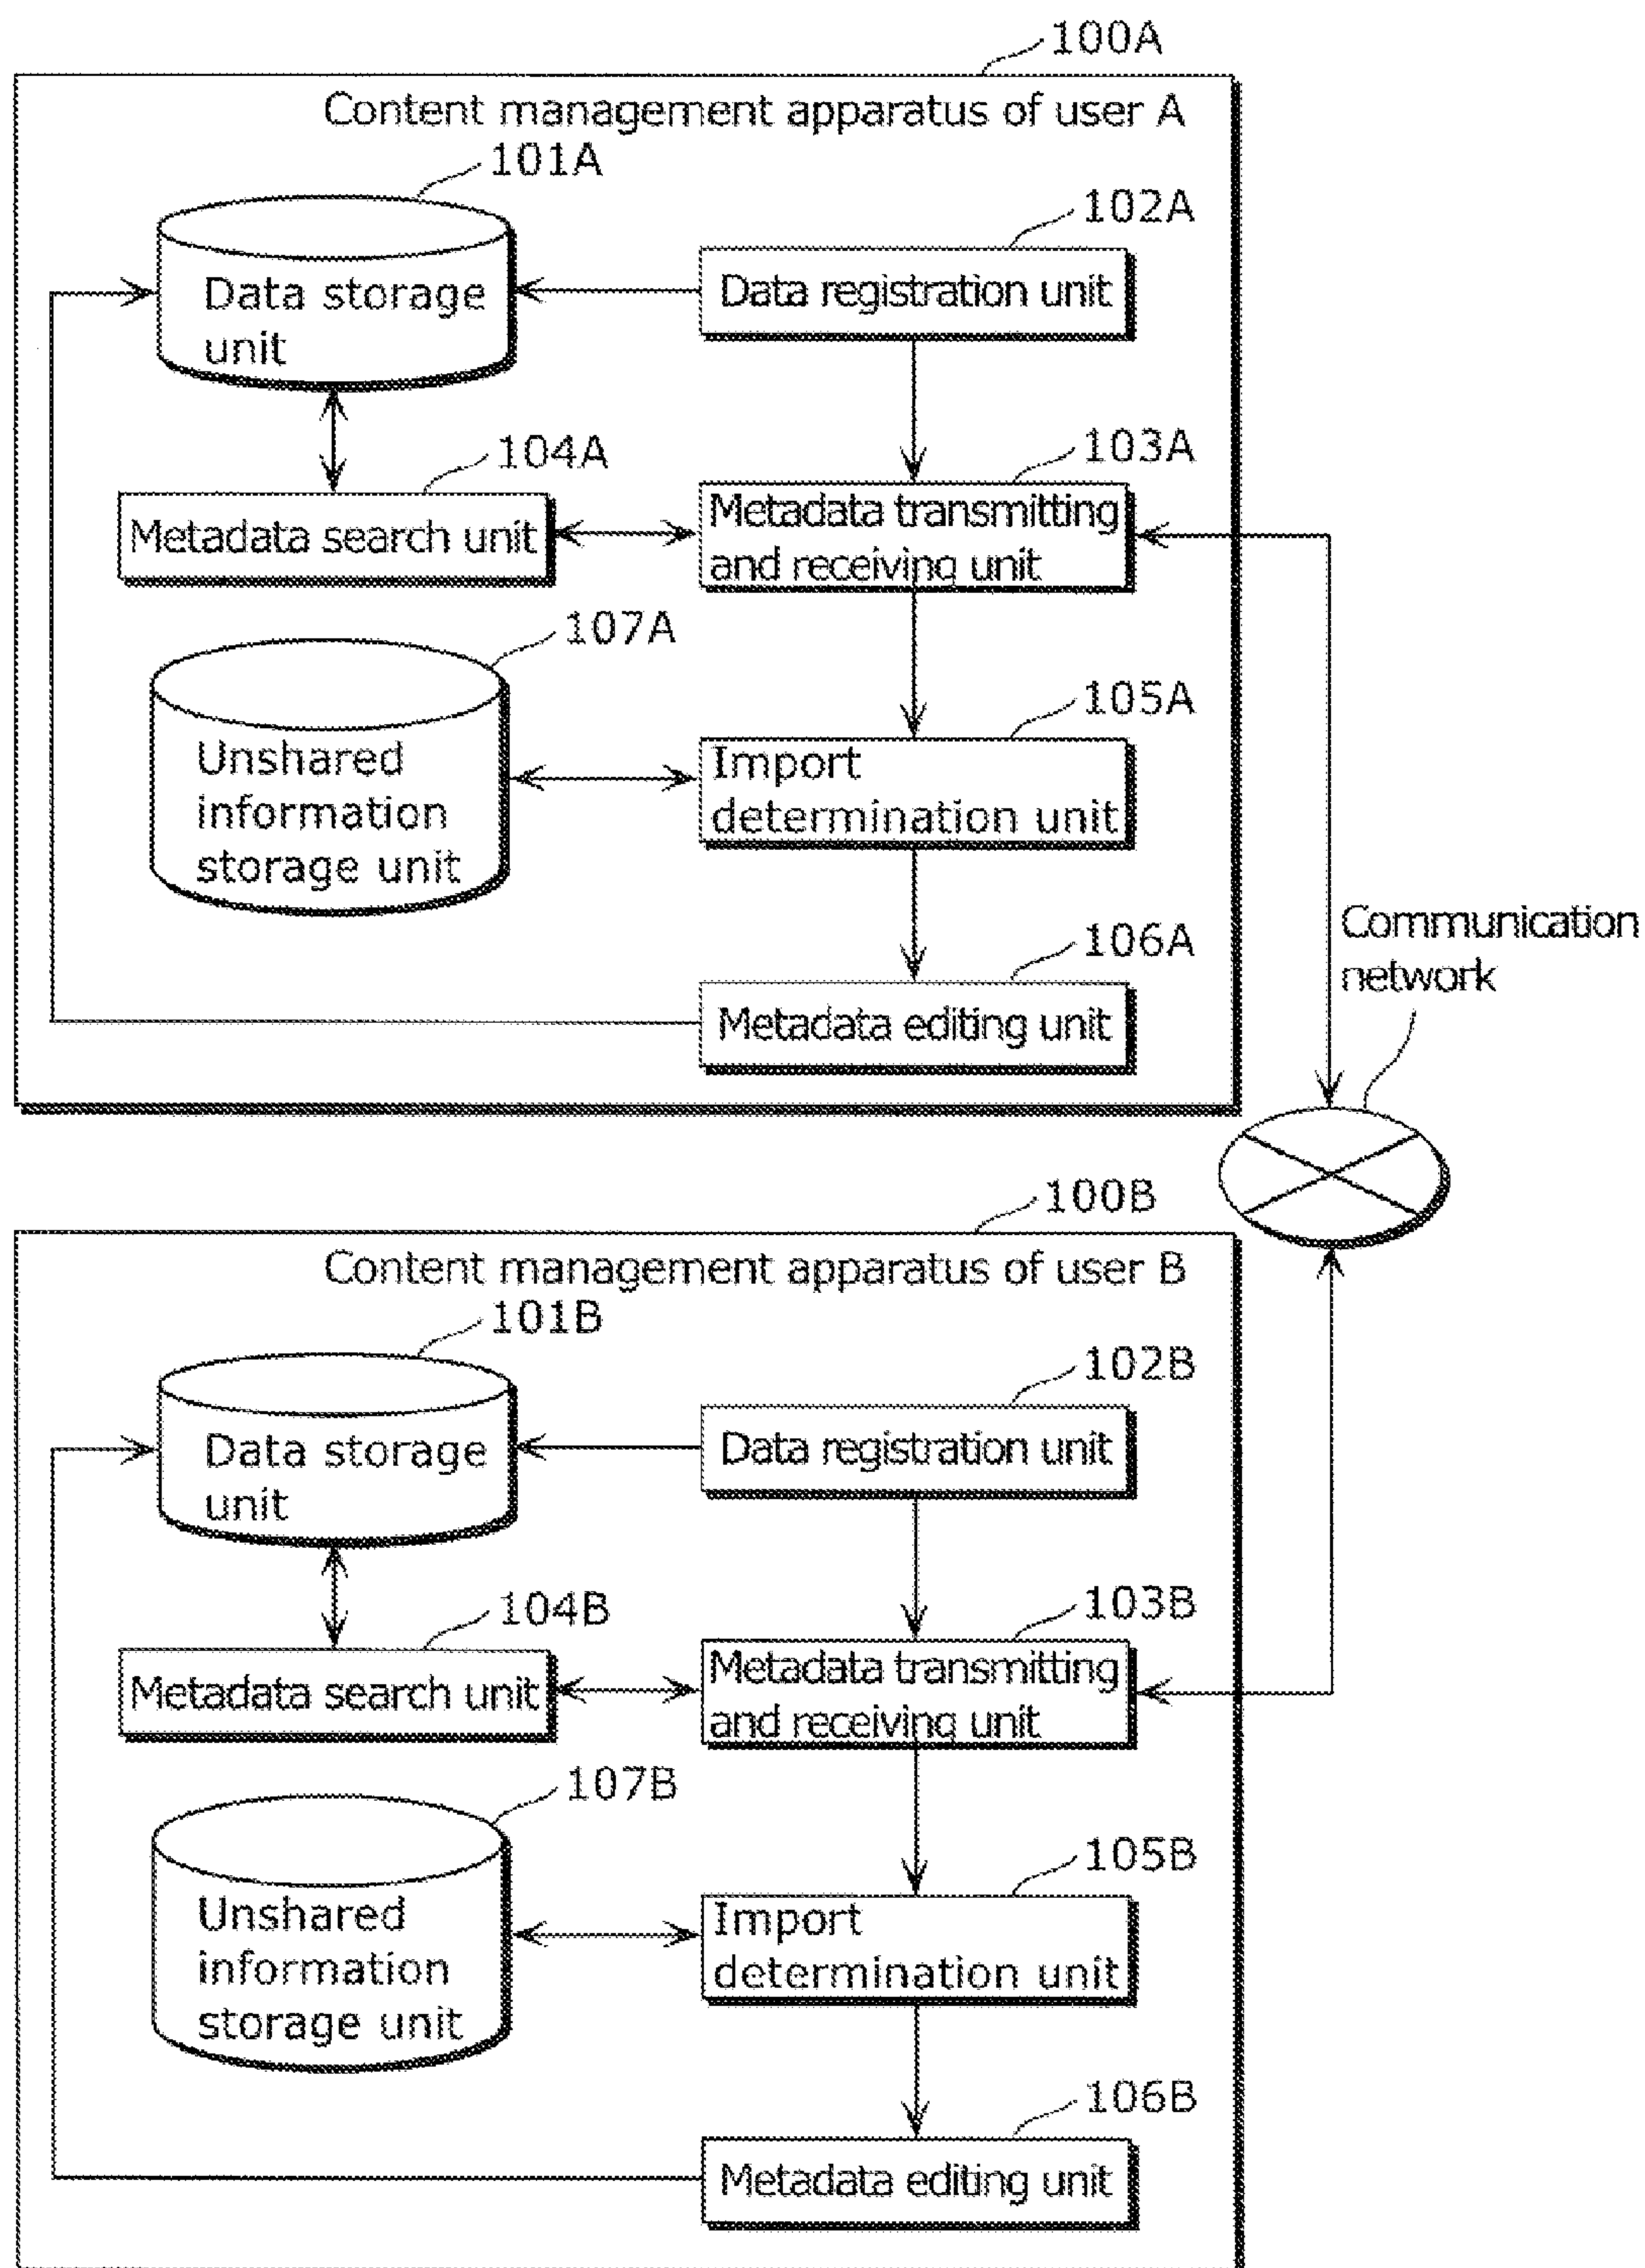 100A
Content management apparatus of user A
101A
102A
Data storage
unit
Data registration unit
104A
103A
Metadata search unit
Metadata transmitting
and receiving unit
107A
105A
Unshared
information
storage unit
Import
determination unit
106A
Metadata editing unit
Communication
network
100B
Content management apparatus of user B
101B
102B
Data storage
unit
Data registration unit
104B
103B
Metadata search unit
Metadata transmitting
and receiving unit
107B
105B
Unshared
information
storage unit
Import
determination unit
106B
Metadata editing unit